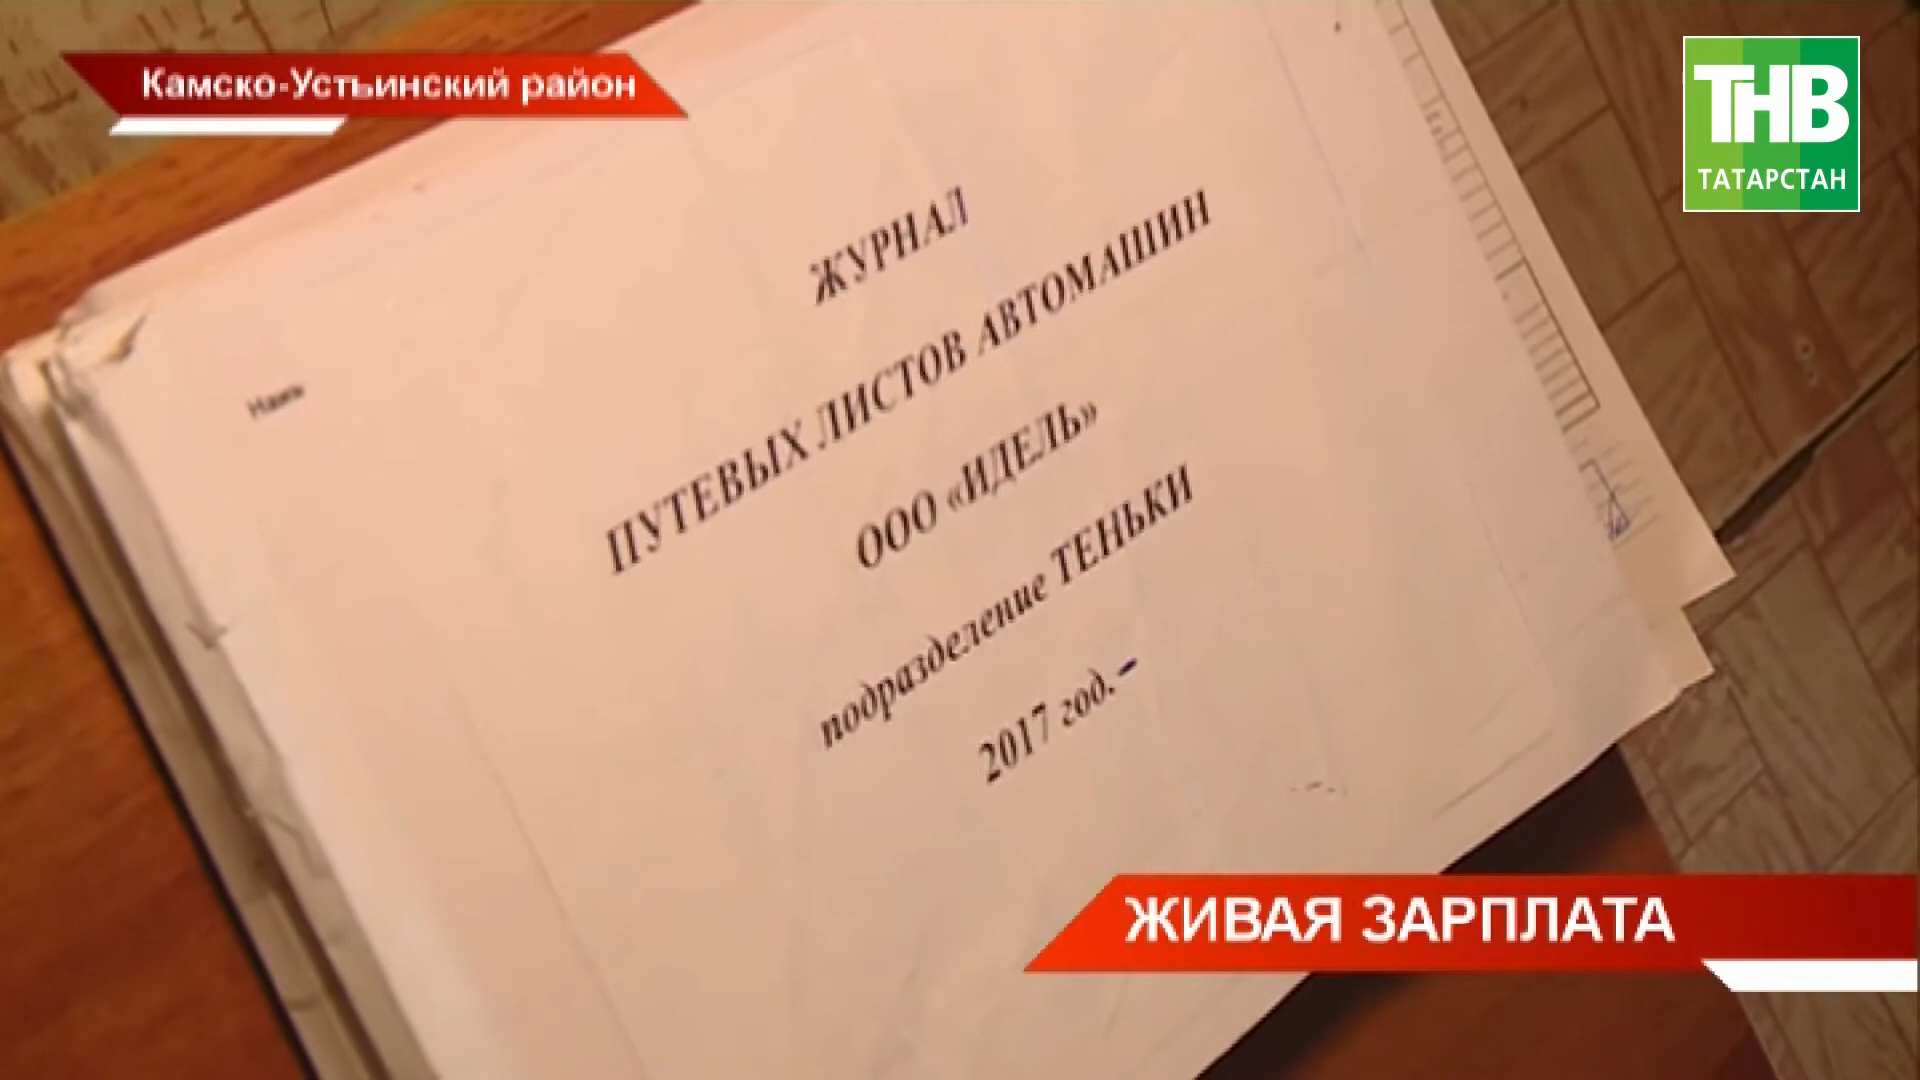 Камско-Устьинский район
ТНВ
ТАТАРСТАН
ЖУРНАЛ
ПУТЕВЫХ ЛИСТОВ АВТОМАШИН
ООО «ИДЕЛЬ»
подразделение ТЕНЬКИ
2017 год.-
ЖИВАЯ ЗАРПЛАТА